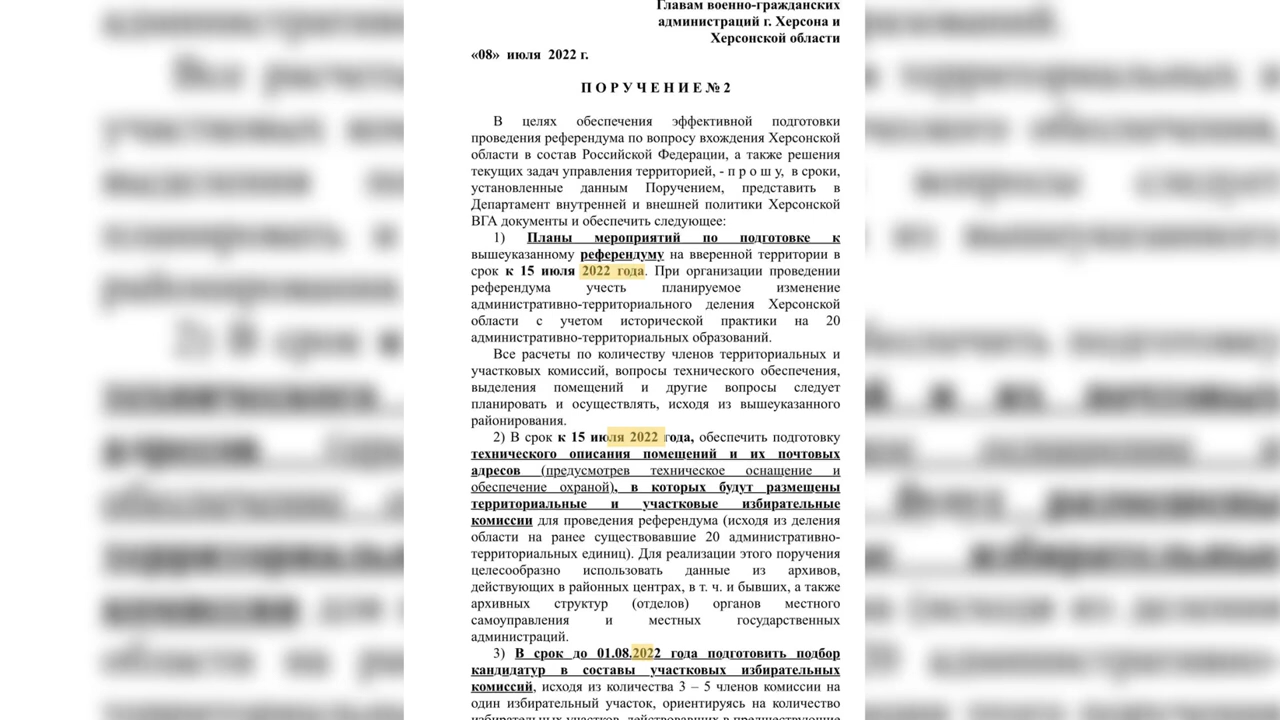 Главам военно-гражданских
администраций г. Херсона и
Херсонской области
«08» июля 2022 г.
П О Р У Ч Е Н И Е № 2
В целях обеспечения эффективной подготовки
проведения референдума по вопросу вхождения Херсонской
области в состав Российской Федерации, а также решения
текущих задач управления территорией, - п р о ш у, в сроки,
установленные данным Поручением, представить в
Департамент внутренней и внешней политики Херсонской
ВГА документы и обеспечить следующее:
1) Планы мероприятий по подготовке к
вышеуказанному референдуму на вверенной территории в
срок к 15 июля 2022 года. При организации проведении
референдума учесть планируемое изменение
административно-территориального деления Херсонской
области с учетом исторической практики на 20
административно-территориальных образований.
Все расчеты по количеству членов территориальных и
участковых комиссий, вопросы технического обеспечения,
выделения помещений и другие вопросы следует
планировать и осуществлять, исходя из вышеуказанного
районирования.
2) В срок к 15 июля 2022 года, обеспечить подготовку
технического описания помещений и их почтовых
адресов (предусмотрев техническое оснащение и
обеспечение охраной), в которых будут размещены
территориальные и участковые избирательные
комиссии для проведения референдума (исходя из деления
области на ранее существовавшие 20 административно-
территориальных единиц). Для реализации этого поручения
целесообразно использовать данные из архивов,
действующих в районных центрах, в т. ч. и бывших, а также
архивных структур (отделов) органов местного
самоуправления и местных государственных
администраций.
3) В срок до 01.08.2022 года подготовить подбор
кандидатур в составы участковых избирательных
комиссий, исходя из количества 3 – 5 членов комиссии на
один избирательный участок, ориентируясь на количество
избирательных участков, действовавших в предшествующие